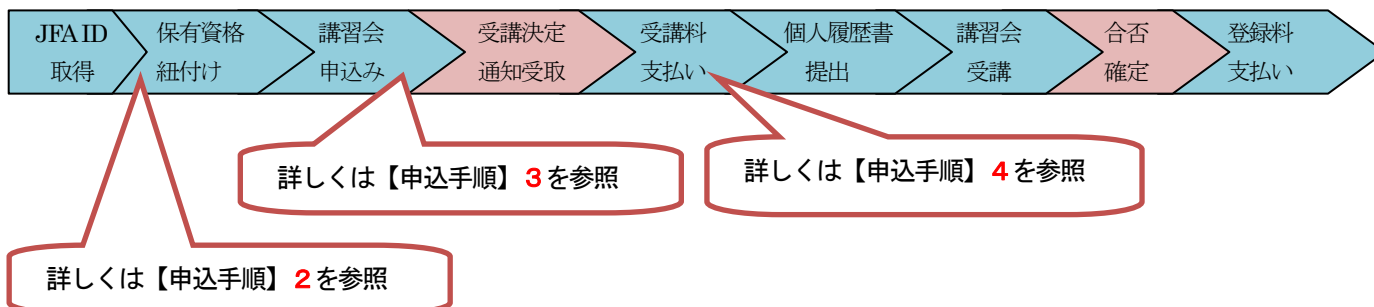 JFA ID
取得
保有資格
紐付け
講習会
申込み
受講決定
通知受取
受講料
支払い
個人履歴書
提出
講習会
受講
合否
確定
登録料
支払い
詳しくは【申込手順】３を参照
詳しくは【申込手順】４を参照
詳しくは【申込手順】２を参照